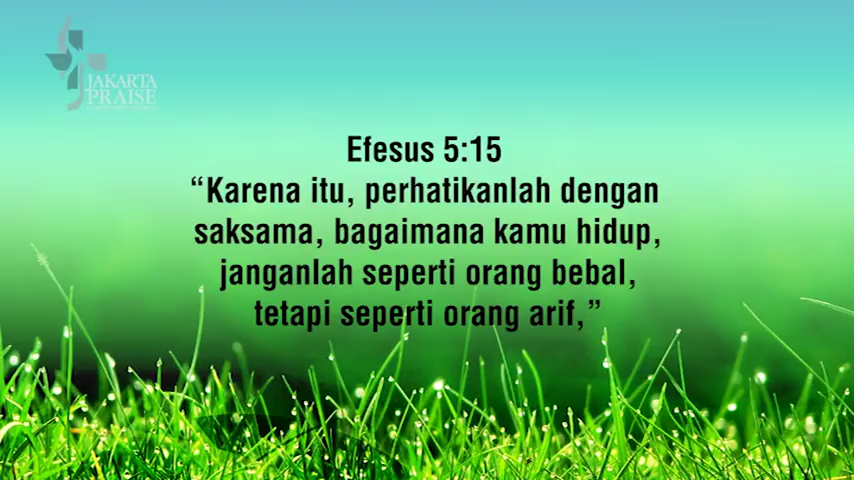 JAKARTA
PRAISE
Efesus 5:15
“Karena itu, perhatikanlah dengan
saksama, bagaimana kamu hidup,
janganlah seperti orang bebal,
tetapi seperti orang arif,”